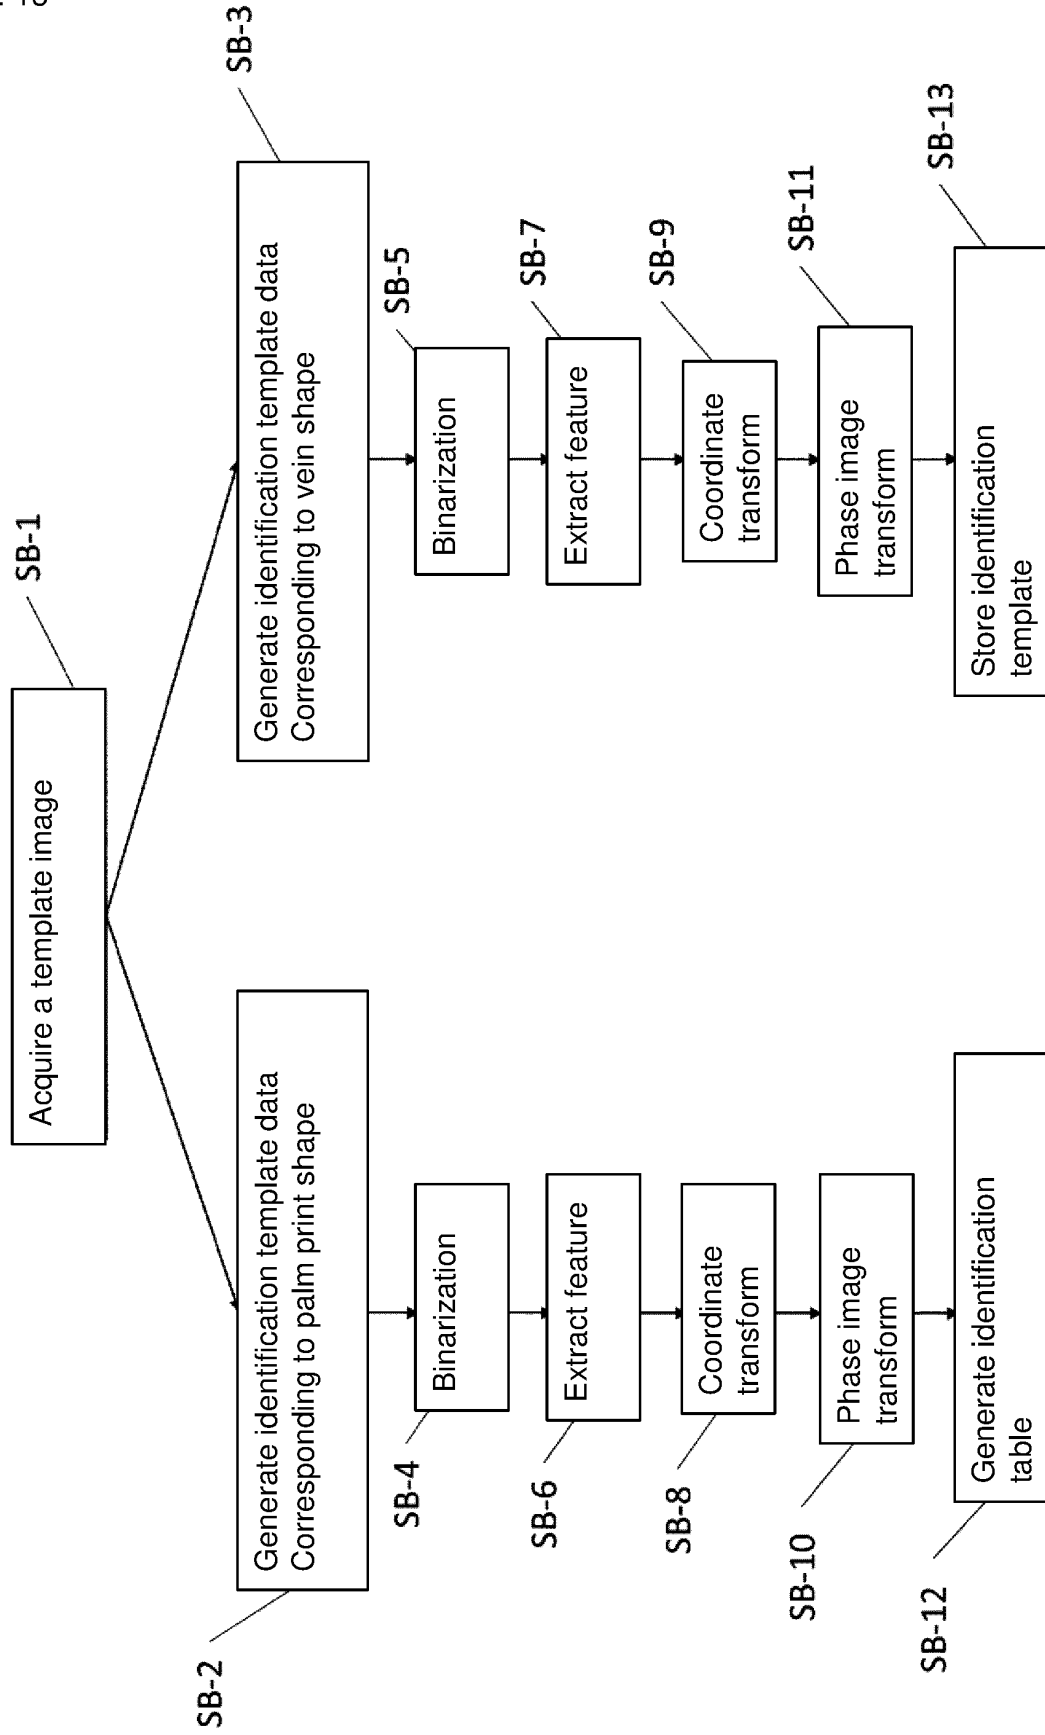 SB-1
Acquire a template image
SB-2
Generate identification template data
Corresponding to palm print shape
SB-3
Generate identification template data
Corresponding to vein shape
SB-4
Binarization
SB-5
Binarization
SB-6
Extract feature
SB-7
Extract feature
SB-8
Coordinate
transform
SB-9
Coordinate
transform
SB-10
Phase image
transform
SB-11
Phase image
transform
SB-12
Generate identification
table
SB-13
Store identification
template